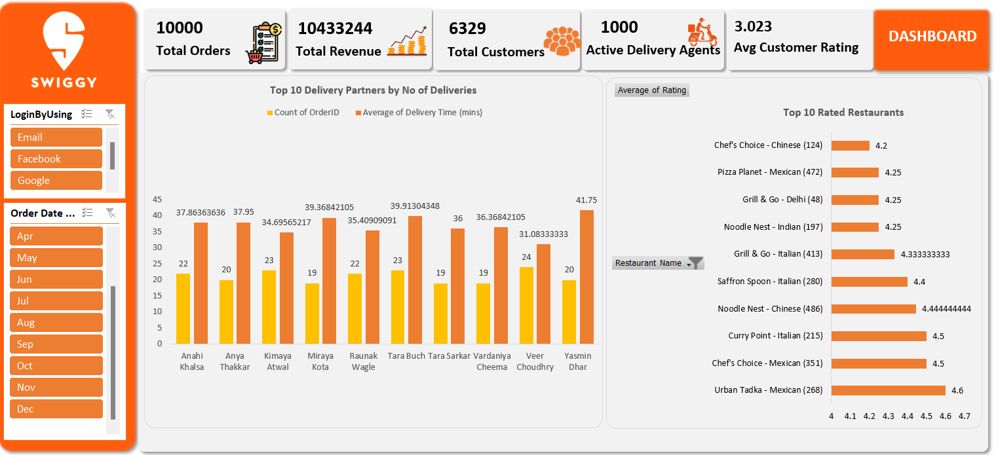 SWIGGY
10000
Total Orders
10433244
Total Revenue
6329
Total Customers
1000
Active Delivery Agents
3.023
Avg Customer Rating
DASHBOARD
LoginByUsing
Email
Facebook
Google
Order Date ...
Apr
May
Jun
Jul
Aug
Sep
Oct
Nov
Dec
Top 10 Delivery Partners by No of Deliveries
Count of OrderID
Average of Delivery Time (mins)
45
40
35
30
25
20
15
10
5
0
22
37.86363636
20
37.95
23
34.69565217
19
39.36842105
22
35.40909091
23
39.91304348
19
36
19
36.36842105
24
31.08333333
20
41.75
Anahi
Khalsa
Anya
Thakkar
Kimaya
Atwal
Miraya
Kota
Raunak
Wagle
Tara Buch
Tara Sarkar
Vardaniya
Cheema
Veer
Choudhry
Yasmin
Dhar
Average of Rating
Top 10 Rated Restaurants
Restaurant Name
Chef's Choice - Chinese (124) 4.2
Pizza Planet - Mexican (472) 4.25
Grill & Go - Delhi (48) 4.25
Noodle Nest - Indian (197) 4.25
Grill & Go - Italian (413) 4.333333333
Saffron Spoon - Italian (280) 4.4
Noodle Nest - Chinese (486) 4.444444444
Curry Point - Italian (215) 4.5
Chef's Choice - Mexican (351) 4.5
Urban Tadka - Mexican (268) 4.6
4 4.1 4.2 4.3 4.4 4.5 4.6 4.7